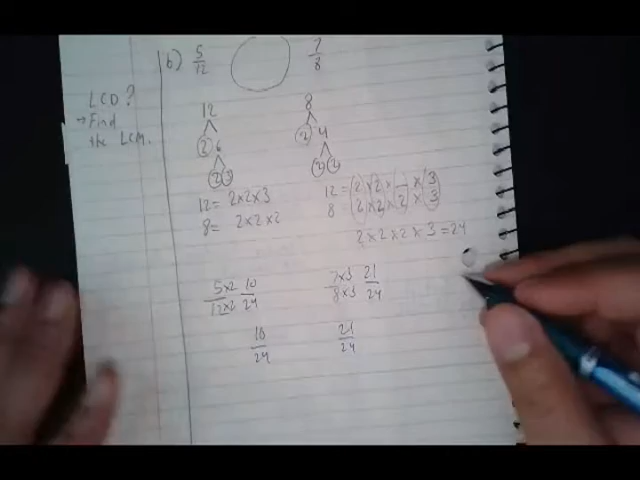 b) 5/12 7/8
LCD?
→ Find
the LCM.
12 8
2 6 2 4
2 3 2 2
12 = 2×2×3
8 = 2×2×2
12 = 2×2×_×3
8 2×2×2×3
2×2×2×3=24
5×2/12×2 10/24 7×3/8×3 21/24
10/24 21/24